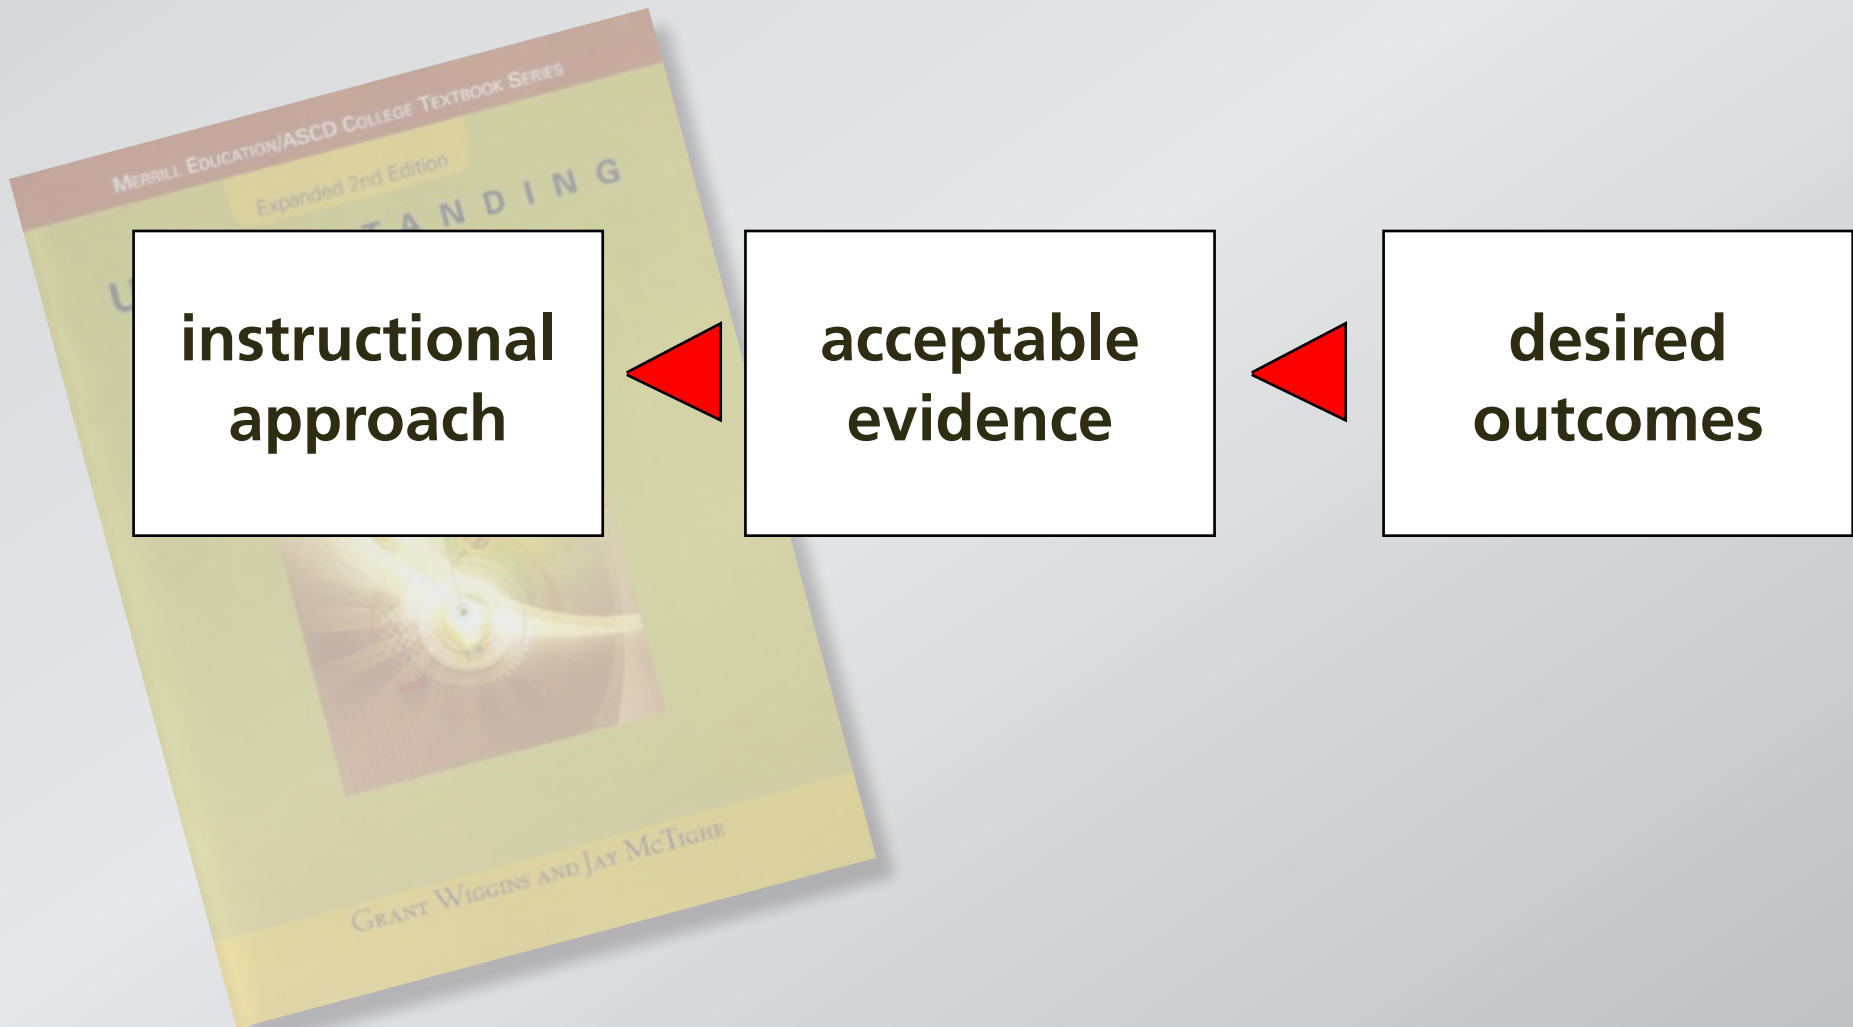 MERRILL EDUCATION/ASCD COLLEGE TEXTBOOK SERIES
Expanded 2nd Edition
instructional
approach
acceptable
evidence
desired
outcomes
GRANT WIGGINS AND JAY MCTIGHE